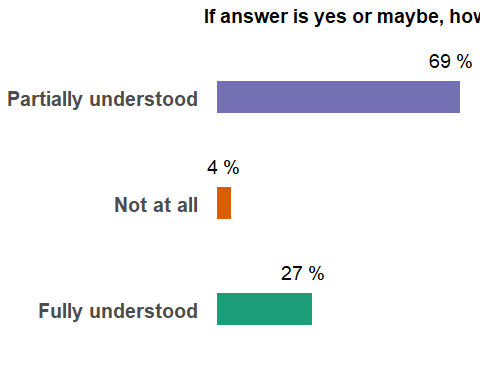 If answer is yes or maybe, how
69 %
Partially understood
4 %
Not at all
27 %
Fully understood